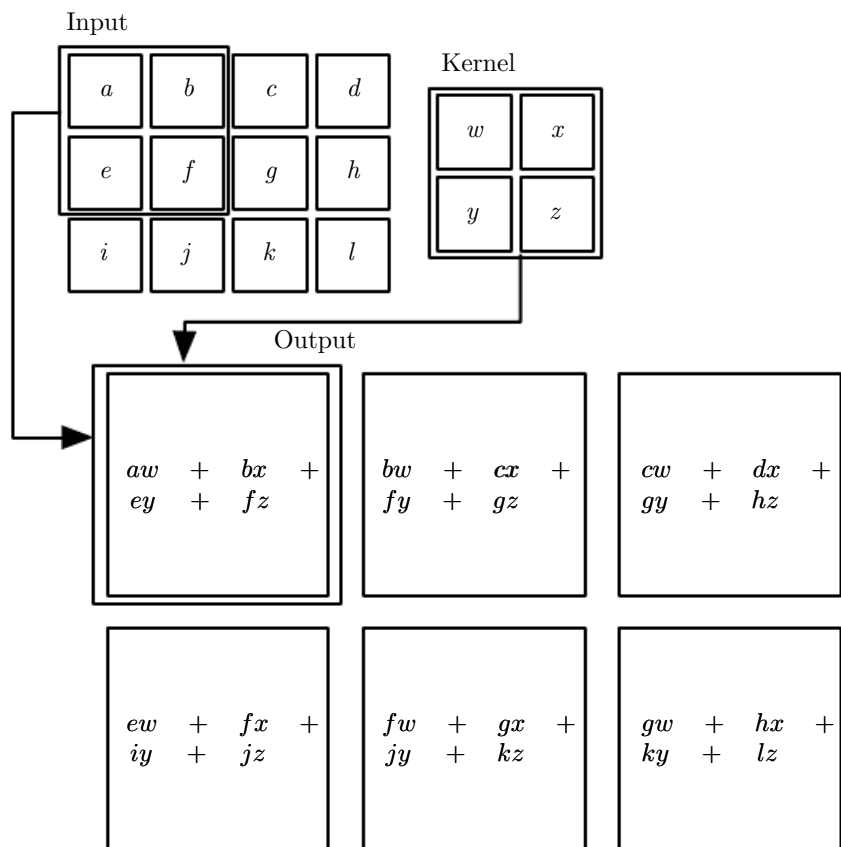 Input
Kernel
a b c d
w x
e f g h
y z
i j k l
Output
aw + bx +
ey + fz
bw + cx +
fy + gz
cw + dx +
gy + hz
ew + fx +
iy + jz
fw + gx +
jy + kz
gw + hx +
ky + lz